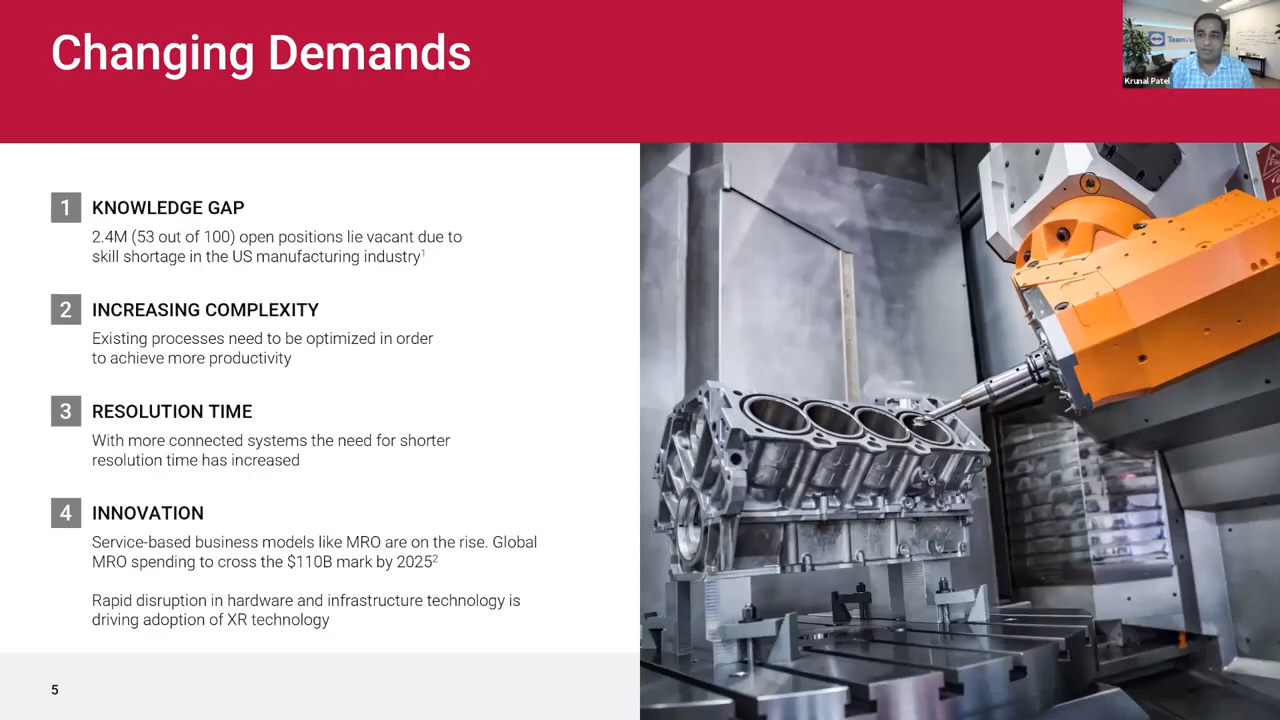 Changing Demands
Krunal Patel
1 KNOWLEDGE GAP
2.4M (53 out of 100) open positions lie vacant due to
skill shortage in the US manufacturing industry¹
2 INCREASING COMPLEXITY
Existing processes need to be optimized in order
to achieve more productivity
3 RESOLUTION TIME
With more connected systems the need for shorter
resolution time has increased
4 INNOVATION
Service-based business models like MRO are on the rise. Global
MRO spending to cross the $110B mark by 2025²
Rapid disruption in hardware and infrastructure technology is
driving adoption of XR technology
5